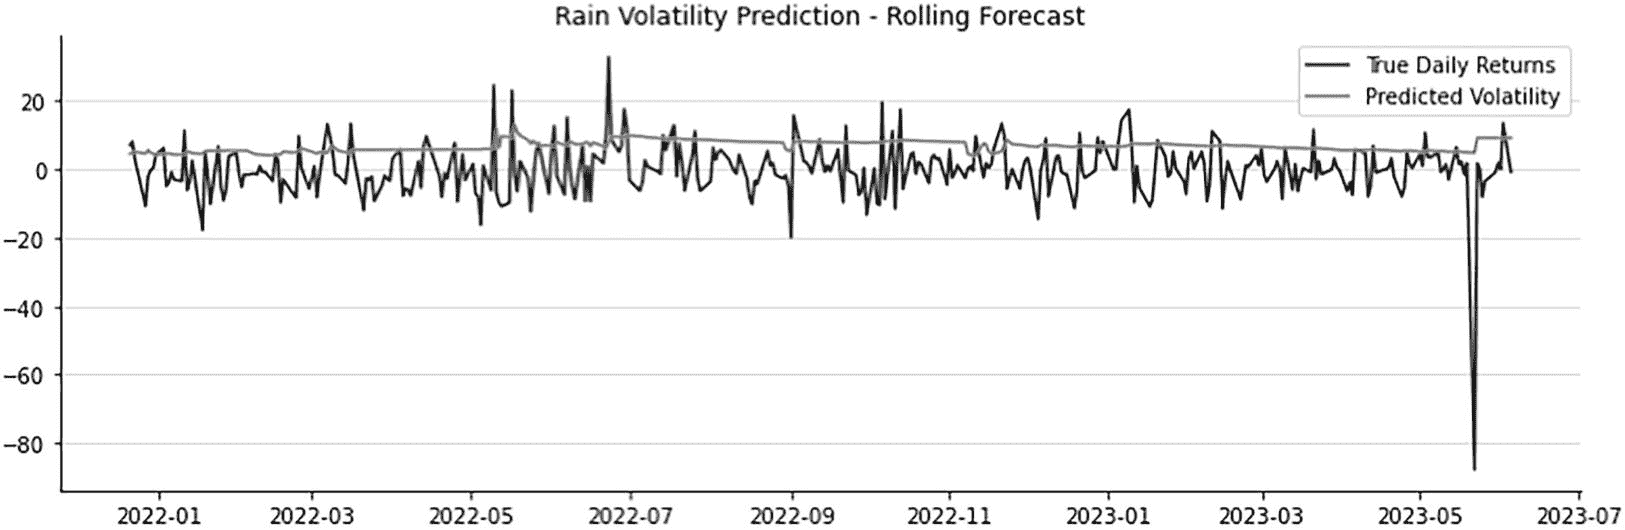 Rain Volatility Prediction - Rolling Forecast
True Daily Returns
Predicted Volatility
20
0
−20
−40
−60
−80
2022-01 2022-03 2022-05 2022-07 2022-09 2022-11 2023-01 2023-03 2023-05 2023-07